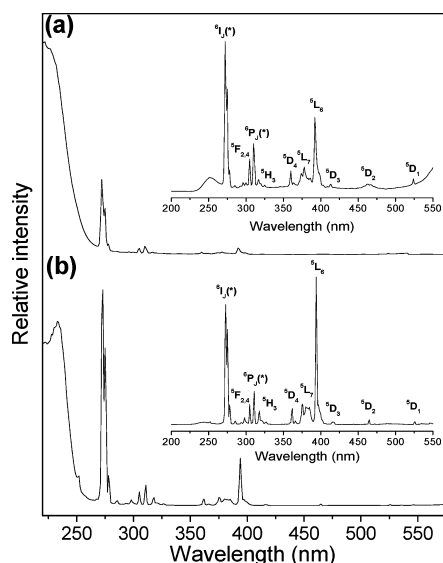 (a)
⁶I_J(*)
⁵L₆
⁶P_J(*)
⁵F₂,₄
⁵H₃
⁵D₄
⁵L₇
⁵D₃
⁵D₂
⁵D₁
200 250 300 350 400 450 500 550
Wavelength (nm)
Relative intensity
(b)
⁵L₆
⁶I_J(*)
⁶P_J(*)
⁵F₂,₄
⁵H₃
⁵D₄
⁵L₇
⁵D₃
⁵D₂
⁵D₁
200 250 300 350 400 450 500 550
Wavelength (nm)
250 300 350 400 450 500 550
Wavelength (nm)